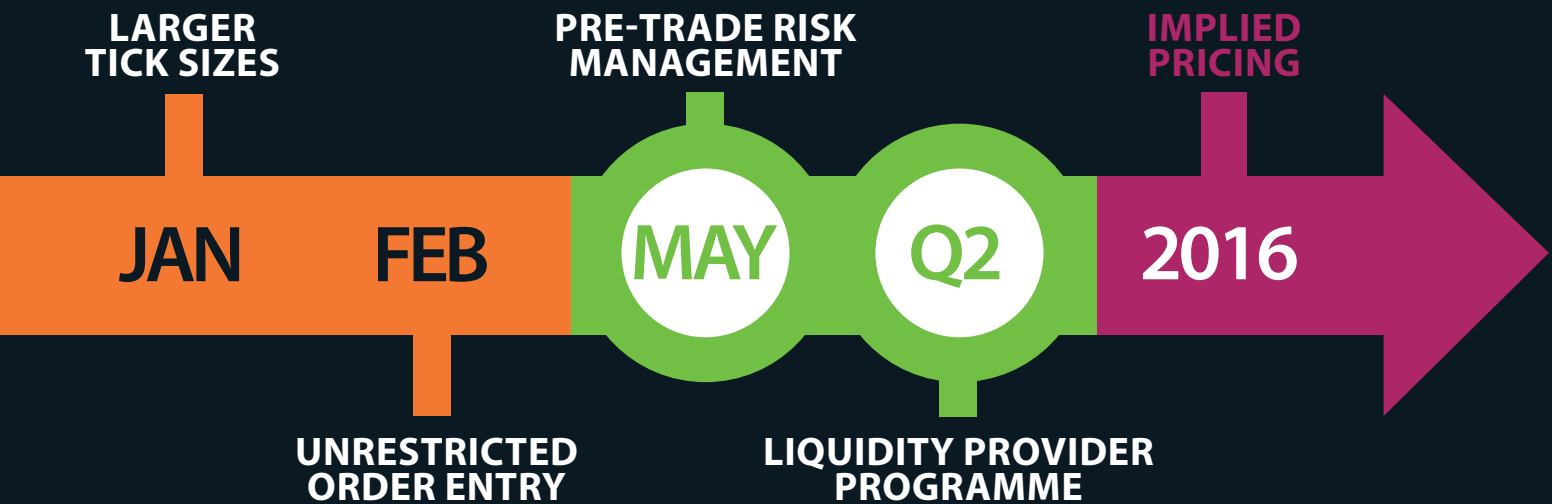 LARGER
TICK SIZES
PRE-TRADE RISK
MANAGEMENT
IMPLIED
PRICING
JAN
FEB
MAY
Q2
2016
UNRESTRICTED
ORDER ENTRY
LIQUIDITY PROVIDER
PROGRAMME